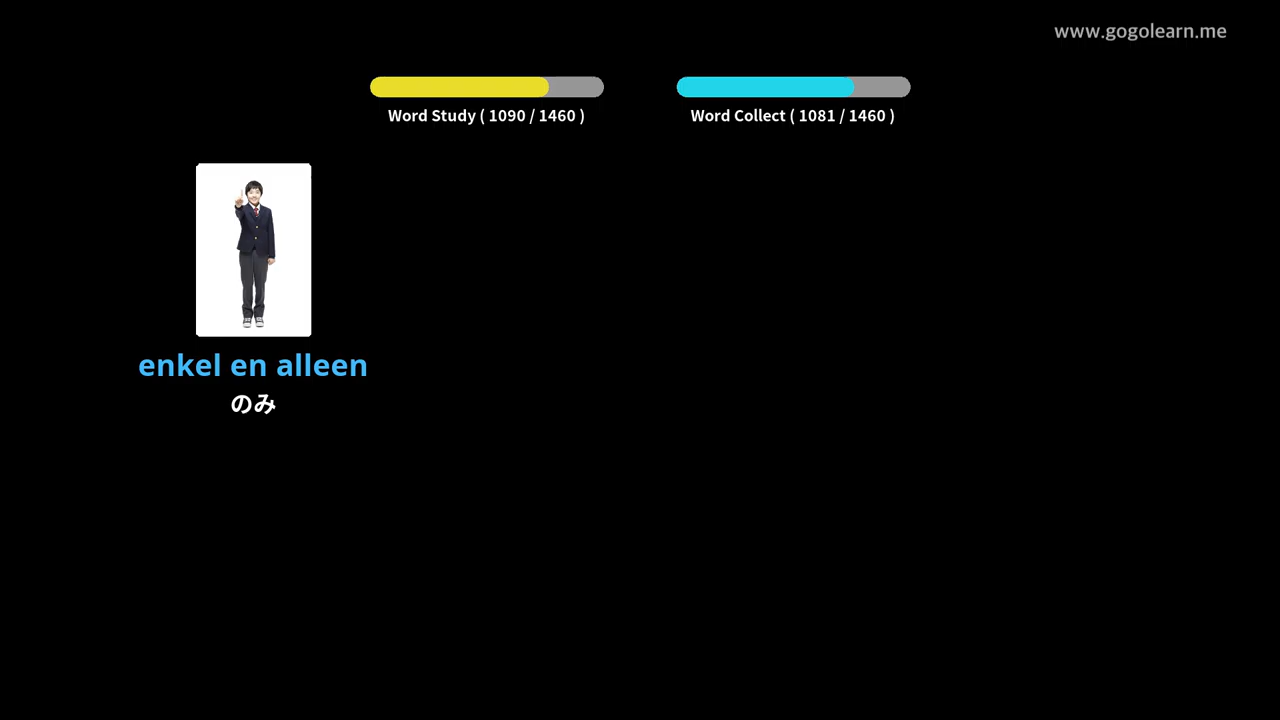 www.gogolearn.me
Word Study ( 1090 / 1460 )
Word Collect ( 1081 / 1460 )
enkel en alleen
のみ